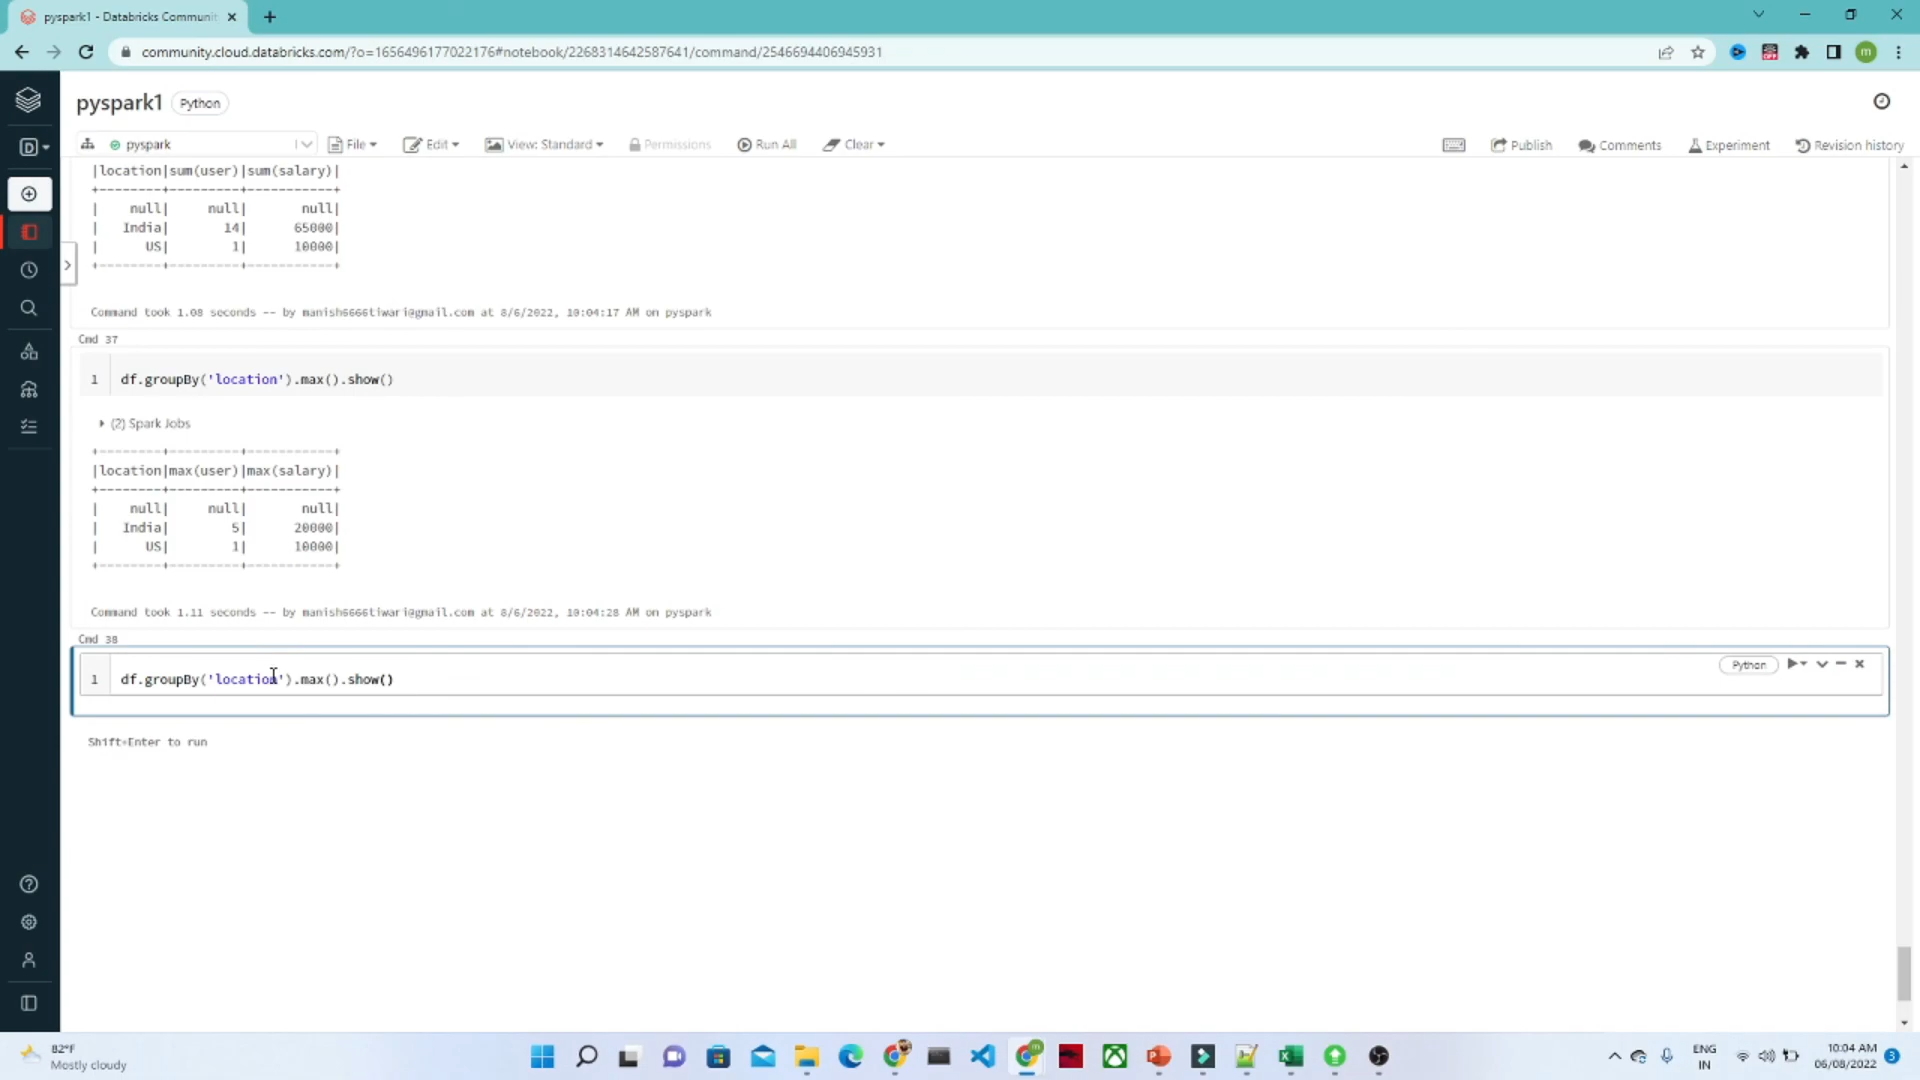 pyspark1 - Databricks Communit
community.cloud.databricks.com/?o=1656496177022176#notebook/2268314642587641/command/2546694406945931
m
pyspark1 Python
D
pyspark File Edit View: Standard Permissions Run All Clear Publish Comments Experiment Revision history
|location|sum(user)|sum(salary)|
+--------+---------+-----------+
| null| null| null|
| India| 14| 65000|
| US| 1| 10000|
+--------+---------+-----------+
Command took 1.08 seconds -- by manish6666tiwari@gmail.com at 8/6/2022, 10:04:17 AM on pyspark
Cmd 37
1 df.groupBy('location').max().show()
(2) Spark Jobs
+--------+---------+-----------+
|location|max(user)|max(salary)|
+--------+---------+-----------+
| null| null| null|
| India| 5| 20000|
| US| 1| 10000|
+--------+---------+-----------+
Command took 1.11 seconds -- by manish6666tiwari@gmail.com at 8/6/2022, 10:04:28 AM on pyspark
Cmd 38
1 df.groupBy('location').max().show()
Python
Shift+Enter to run
82°F
Mostly cloudy
ENG
IN
10:04 AM
06/08/2022
3